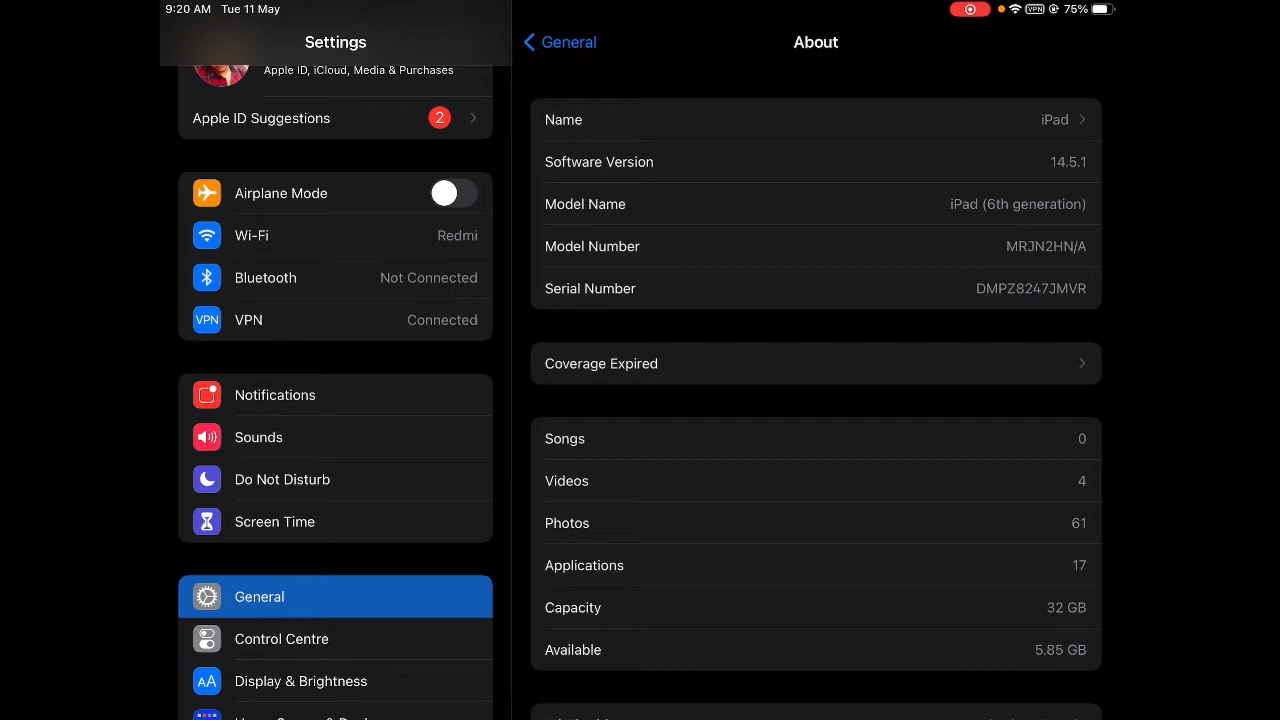 9:20 AM Tue 11 May
VPN 75%
Settings
Apple ID, iCloud, Media & Purchases
Apple ID Suggestions 2
Airplane Mode
Wi-Fi Redmi
Bluetooth Not Connected
VPN VPN Connected
Notifications
Sounds
Do Not Disturb
Screen Time
General
Control Centre
AA Display & Brightness
General
About
Name iPad
Software Version 14.5.1
Model Name iPad (6th generation)
Model Number MRJN2HN/A
Serial Number DMPZ8247JMVR
Coverage Expired
Songs 0
Videos 4
Photos 61
Applications 17
Capacity 32 GB
Available 5.85 GB